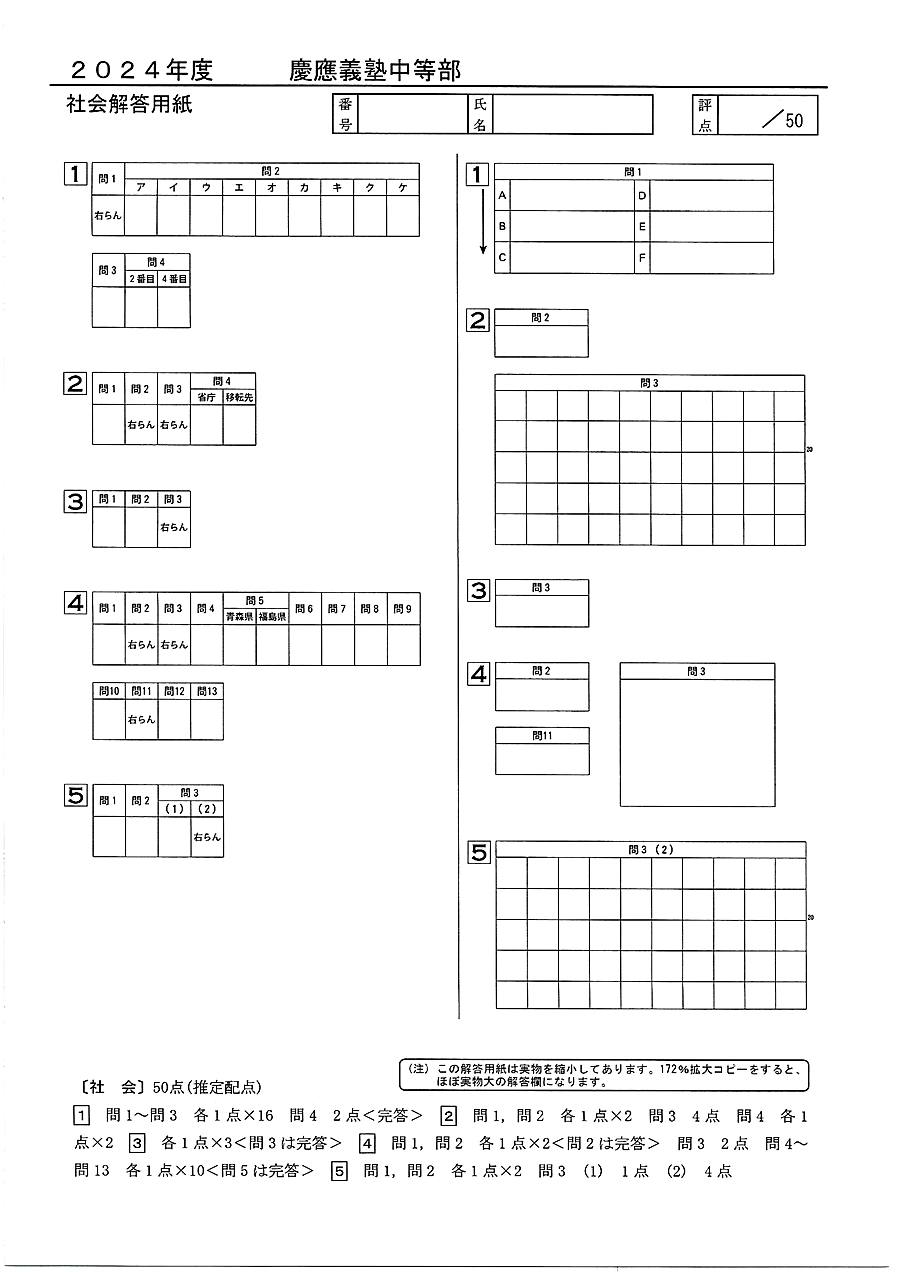 ２０２４年度　慶應義塾中等部
社会解答用紙
番号
氏名
評点
／50
1
問1
問2
ア イ ウ エ オ カ キ ク ケ
右らん
問3
問4
2番目 4番目
2
問1 問2 問3 問4
省庁 移転先
右らん 右らん
3
問1 問2 問3
右らん
4
問1 問2 問3 問4 問5 問6 問7 問8 問9
青森県 福島県
右らん 右らん
問10 問11 問12 問13
右らん
5
問1 問2 問3
(1) (2)
右らん
1
問1
A D
B E
C F
2
問2
問3
20
3
問3
4
問2 問3
問11
5
問3（2）
20
（注）この解答用紙は実物を縮小してあります。172％拡大コピーをすると、
ほぼ実物大の解答欄になります。
〔社　会〕50点(推定配点)
1　問1～問3　各1点×16　問4　2点＜完答＞　2　問1，問2　各1点×2　問3　4点　問4　各1
点×2　3　各1点×3＜問3は完答＞　4　問1，問2　各1点×2＜問2は完答＞　問3　2点　問4～
問13　各1点×10＜問5は完答＞　5　問1，問2　各1点×2　問3　(1)　1点　(2)　4点